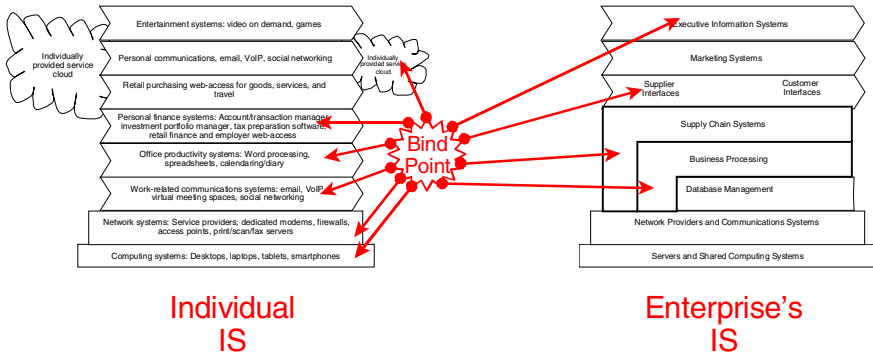 Entertainment systems: video on demand, games
Individually
provided service
cloud
Personal communications, email, VoIP, social networking
Individually
provided service
cloud
Retail purchasing web-access for goods, services, and
travel
Personal finance systems: Account/transaction manager,
investment portfolio manager, tax preparation software,
retail finance and employer web-access
Office productivity systems: Word processing,
spreadsheets, calendaring/diary
Work-related communications systems: email, VoIP,
virtual meeting spaces, social networking
Network systems: Service providers; dedicated modems, firewalls,
access points, print/scan/fax servers
Computing systems: Desktops, laptops, tablets, smartphones
Bind
Point
Executive Information Systems
Marketing Systems
Supplier
Interfaces
Customer
Interfaces
Supply Chain Systems
Business Processing
Database Management
Network Providers and Communications Systems
Servers and Shared Computing Systems
Individual
IS
Enterprise's
IS